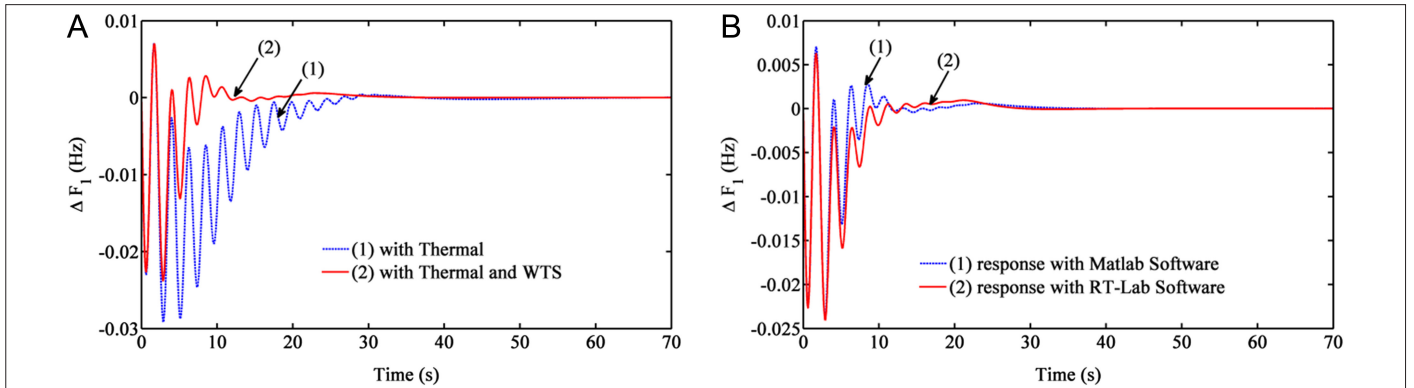 A
0.01
0
-0.01
-0.02
-0.03
Δ F1 (Hz)
(2)
(1)
(1) with Thermal
(2) with Thermal and WTS
0 10 20 30 40 50 60 70
Time (s)
B
0.01
0.005
0
-0.005
-0.01
-0.015
-0.02
-0.025
Δ F1 (Hz)
(1)
(2)
(1) response with Matlab Software
(2) response with RT-Lab Software
0 10 20 30 40 50 60 70
Time (s)